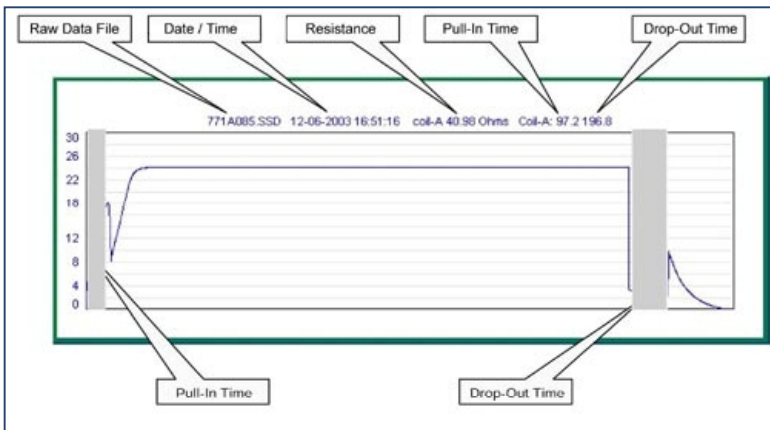 Raw Data File Date / Time Resistance Pull-In Time Drop-Out Time
771A085.SSD 12-06-2003 16:51:16 coil-A 40.98 Ohms Coil-A: 97.2 196.8
30
26
22
18
12
8
4
0
Pull-In Time Drop-Out Time